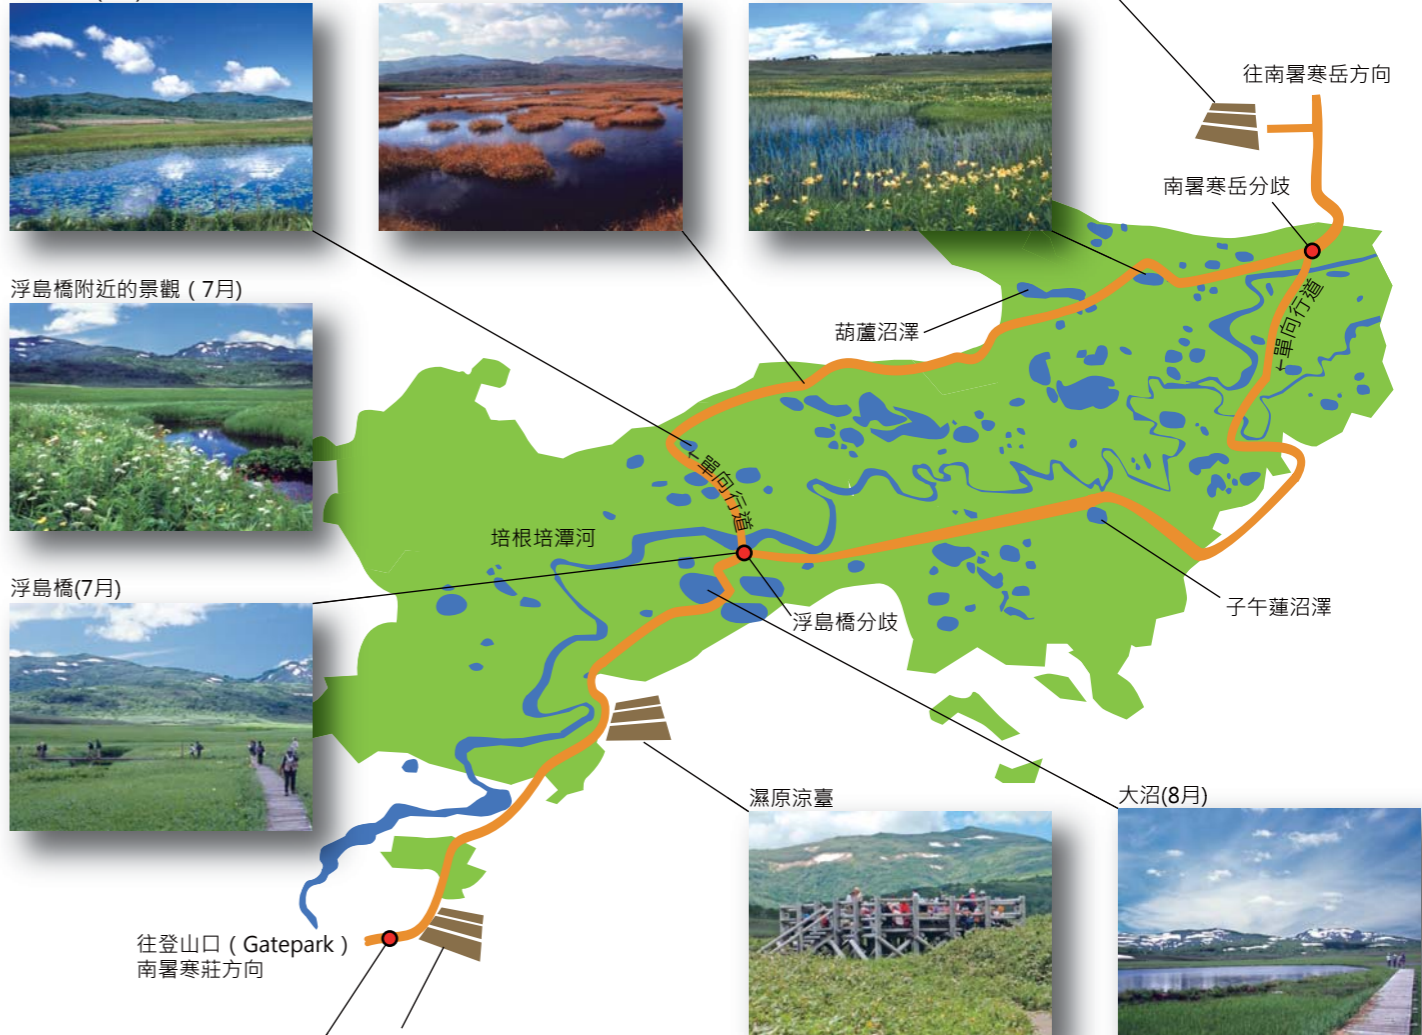 往南暑寒岳方向
南暑寒岳分歧
浮島橋附近的景觀（7月)
葫蘆沼澤
←單向行道
←單向行道
培根培潭河
浮島橋(7月)
子午蓮沼澤
浮島橋分歧
濕原涼臺
大沼(8月)
往登山口（Gatepark）
南暑寒莊方向